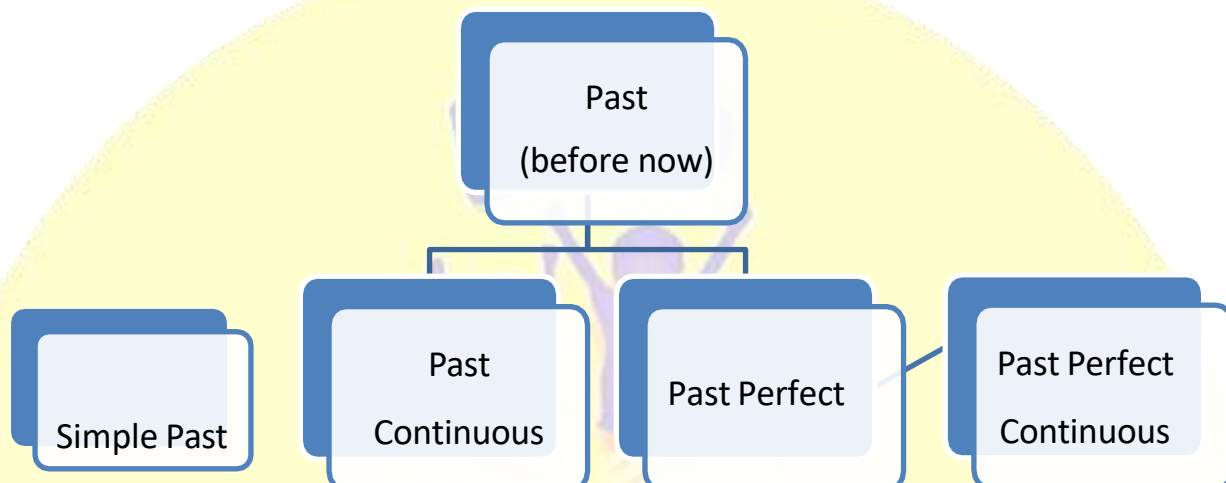 Past
(before now)
Simple Past
Past
Continuous
Past Perfect
Past Perfect
Continuous